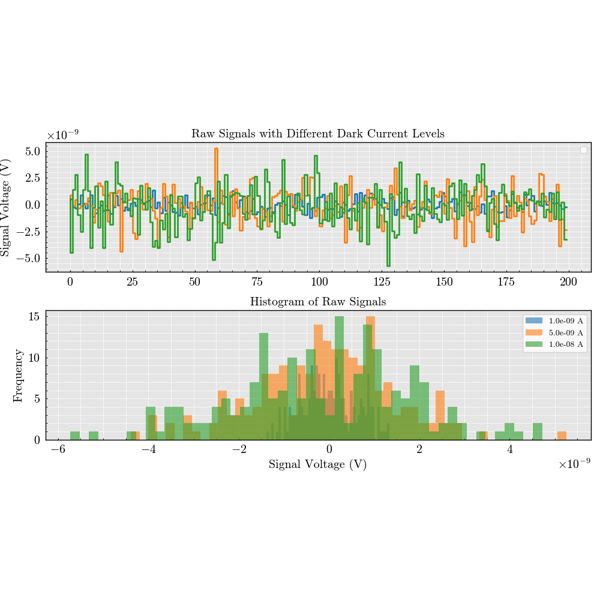 Raw Signals with Different Dark Current Levels
×10⁻⁹
Signal Voltage (V)
5.0
2.5
0.0
−2.5
−5.0
0 25 50 75 100 125 150 175 200
Histogram of Raw Signals
Frequency
15
10
5
0
1.0e-09 A
5.0e-09 A
1.0e-08 A
−6 −4 −2 0 2 4
Signal Voltage (V)
×10⁻⁹